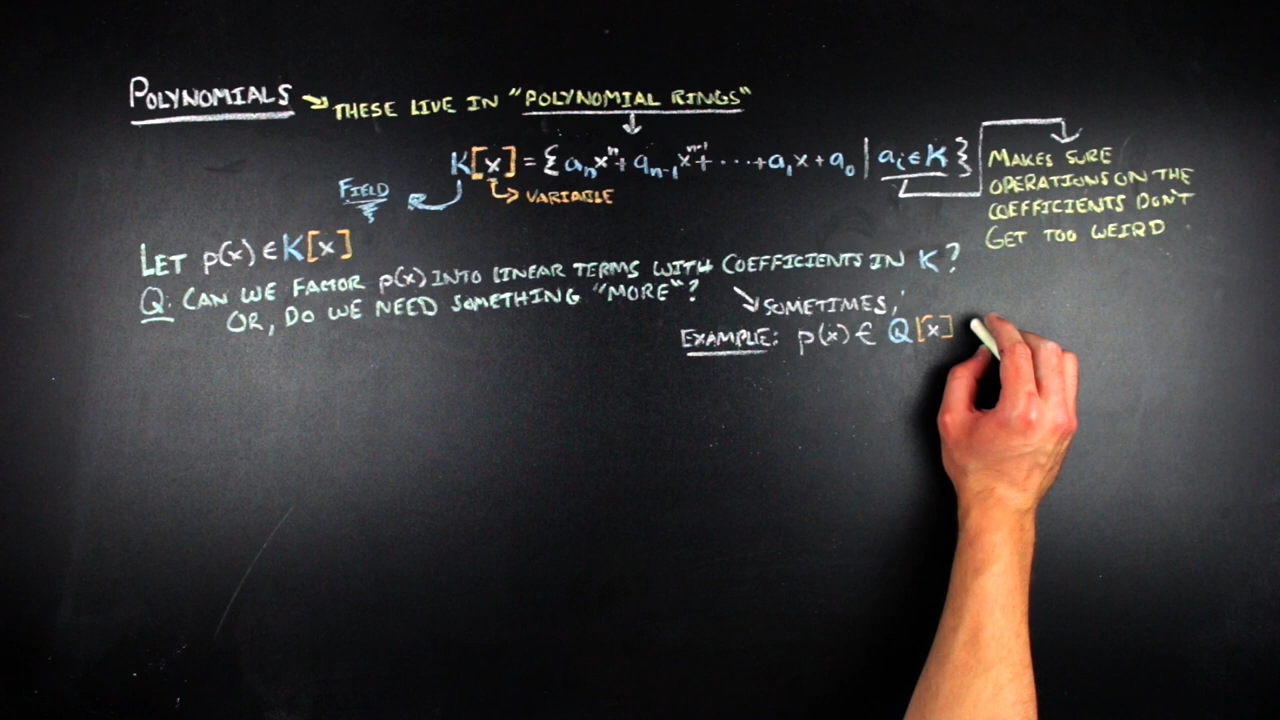 POLYNOMIALS → THESE LIVE IN "POLYNOMIAL RINGS"
K[x] = { aₙxⁿ + aₙ₋₁xⁿ⁻¹ + ··· + a₁x + a₀ | aᵢ ∈ K }
FIELD
VARIABLE
MAKES SURE
OPERATIONS ON THE
COEFFICIENTS DON'T
GET TOO WEIRD
LET p(x) ∈ K[x]
Q: CAN WE FACTOR p(x) INTO LINEAR TERMS WITH COEFFICIENTS IN K?
OR, DO WE NEED SOMETHING "MORE"?
SOMETIMES,
EXAMPLE: p(x) ∈ Q[x]